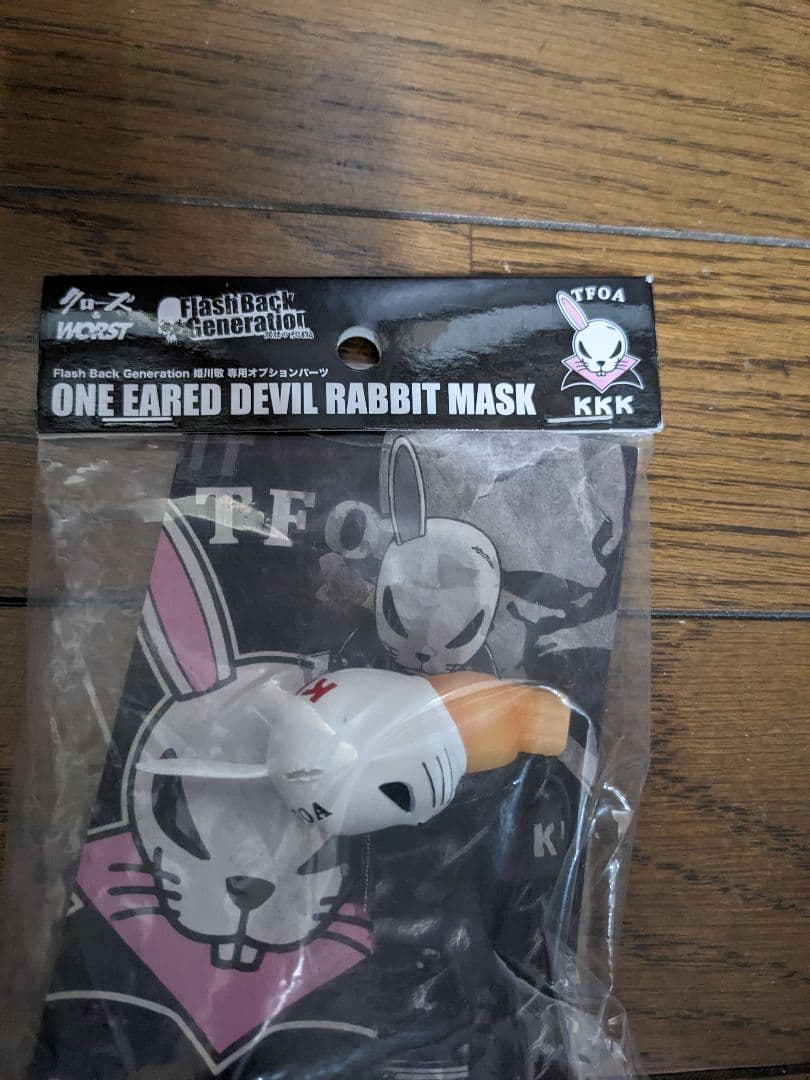 クローズ
&
WORST
Flash Back
Generation
TFOA
KKK
Flash Back Generation 姫川敬 専用オプションパーツ
ONE EARED DEVIL RABBIT MASK
TFO
K
OA
K